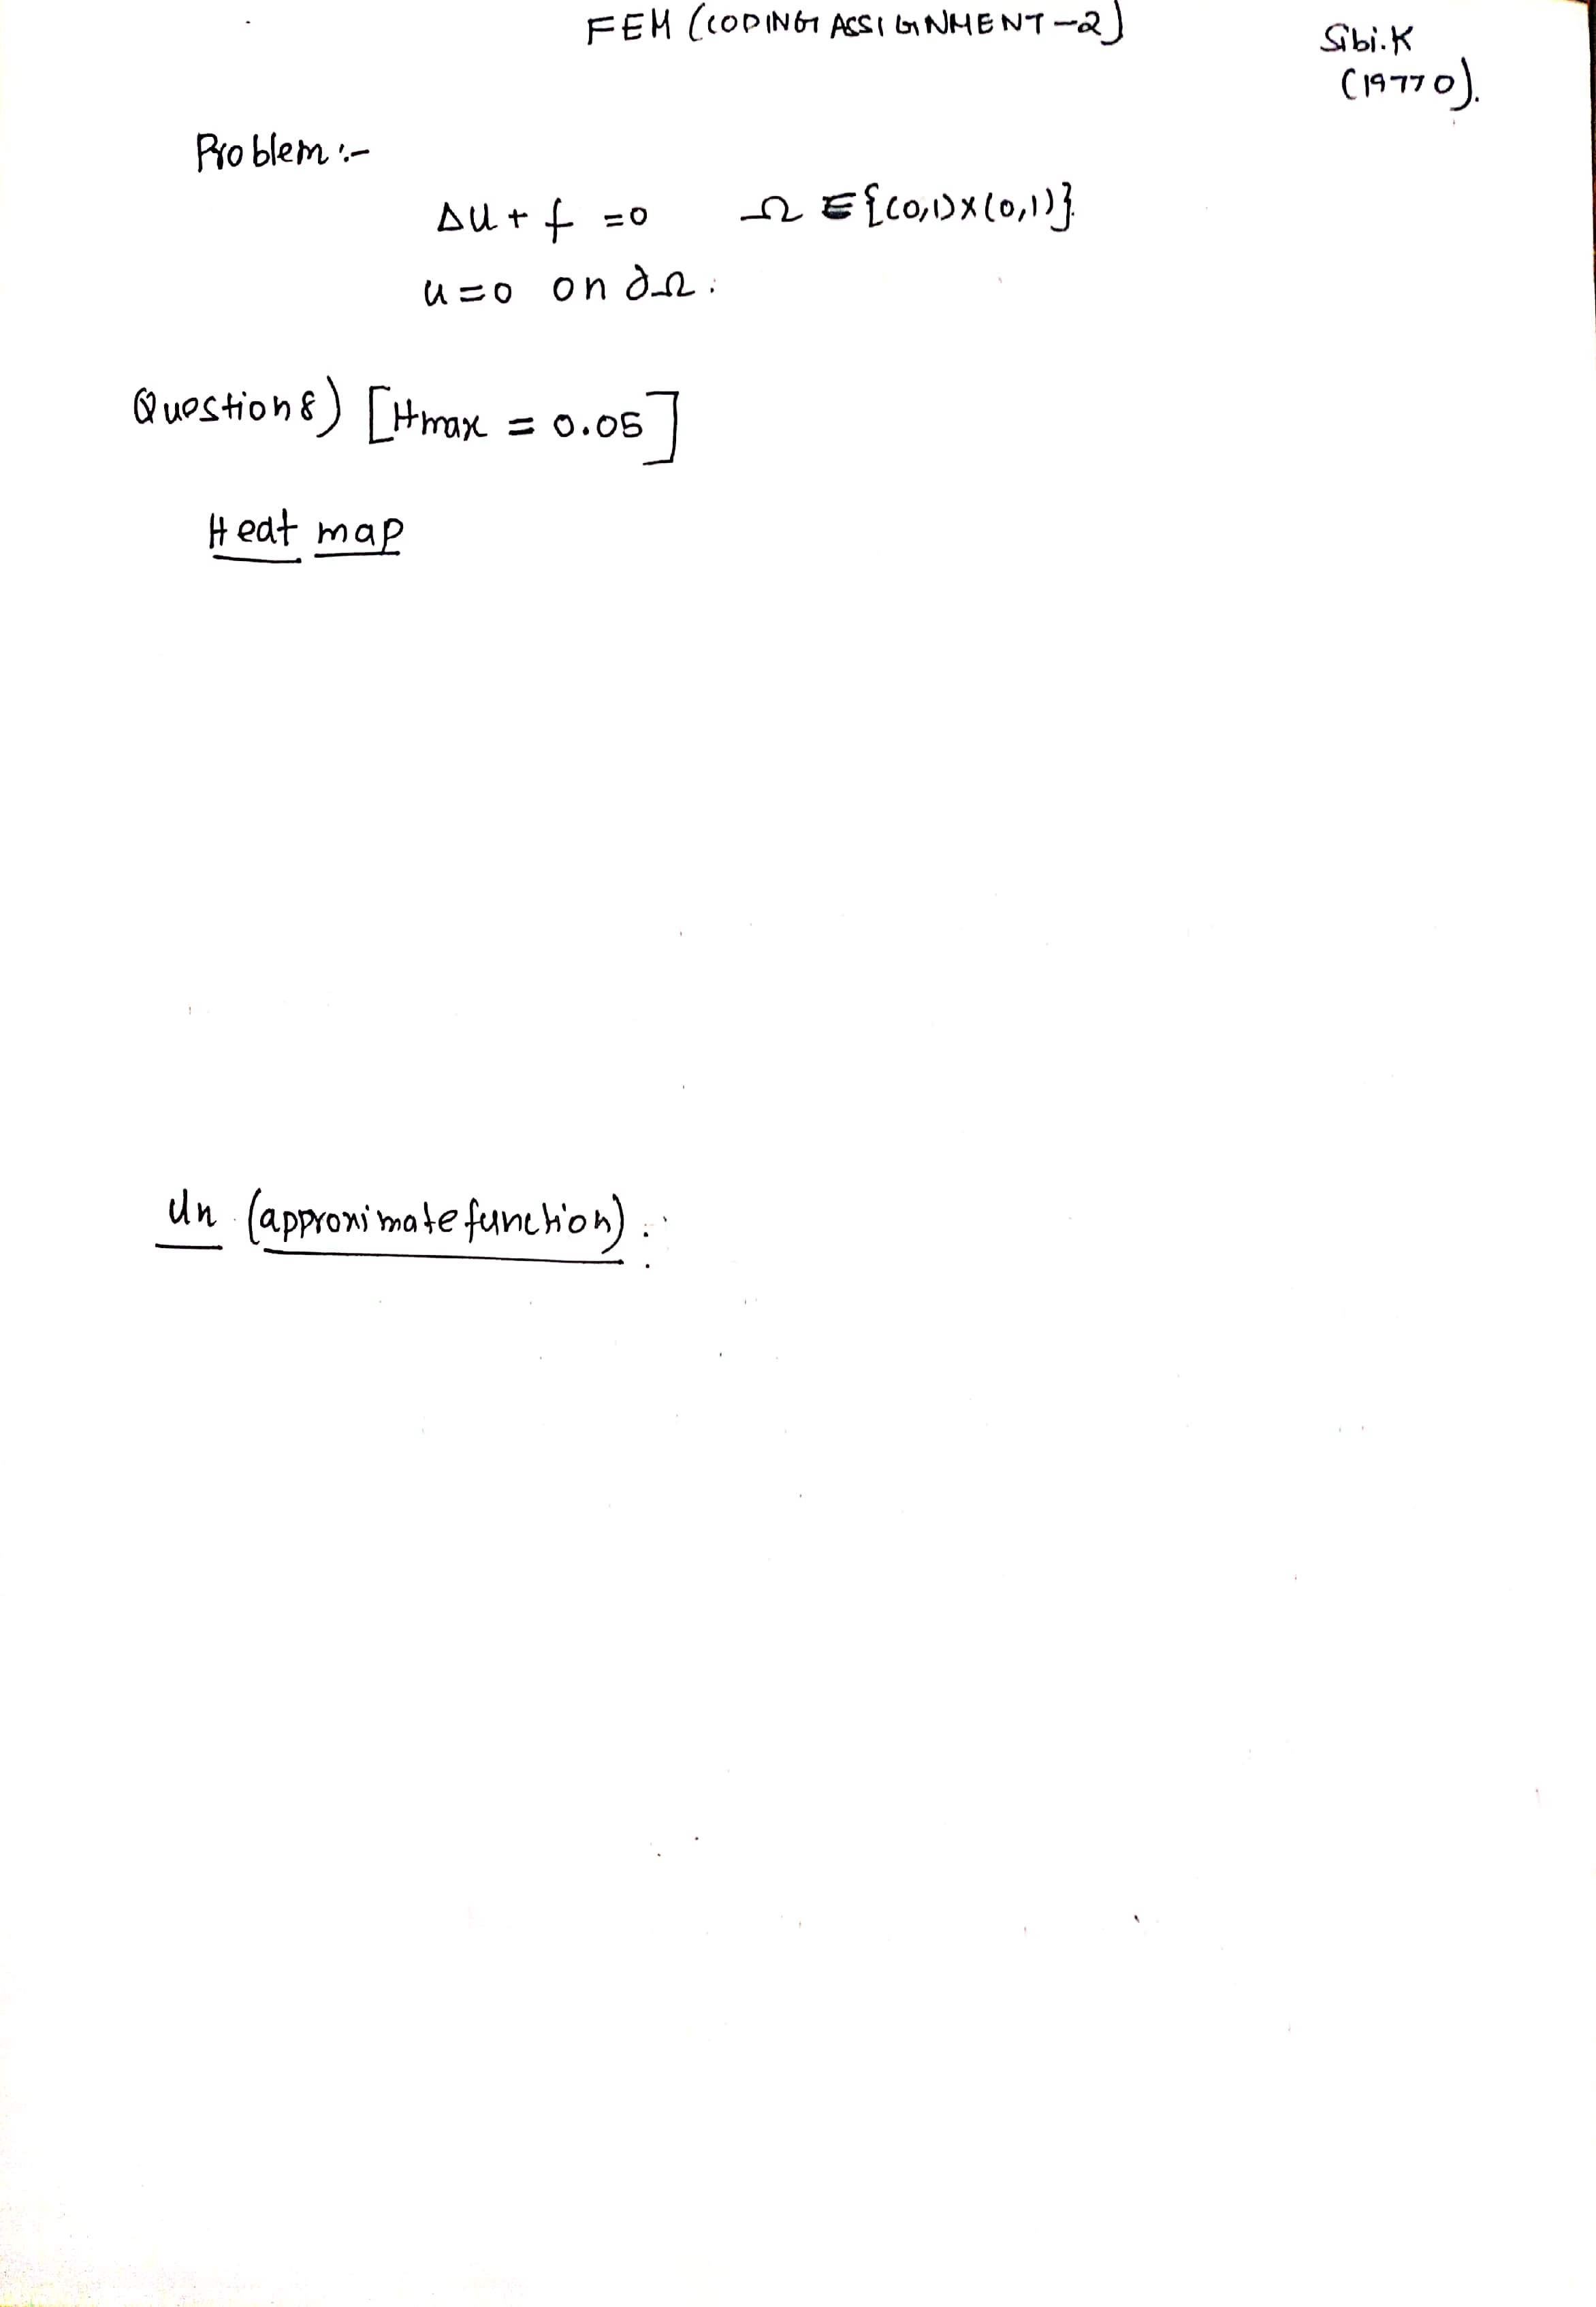 FEM (CODING ASSIGNMENT-2)
Sibi.K
(19770).
Problem :-
Δu + f = 0    Ω ∈ {(0,1)×(0,1)}
u = 0 on ∂Ω.
Question 8) [Hmax = 0.05]
Heat map
Un (approximate function) :